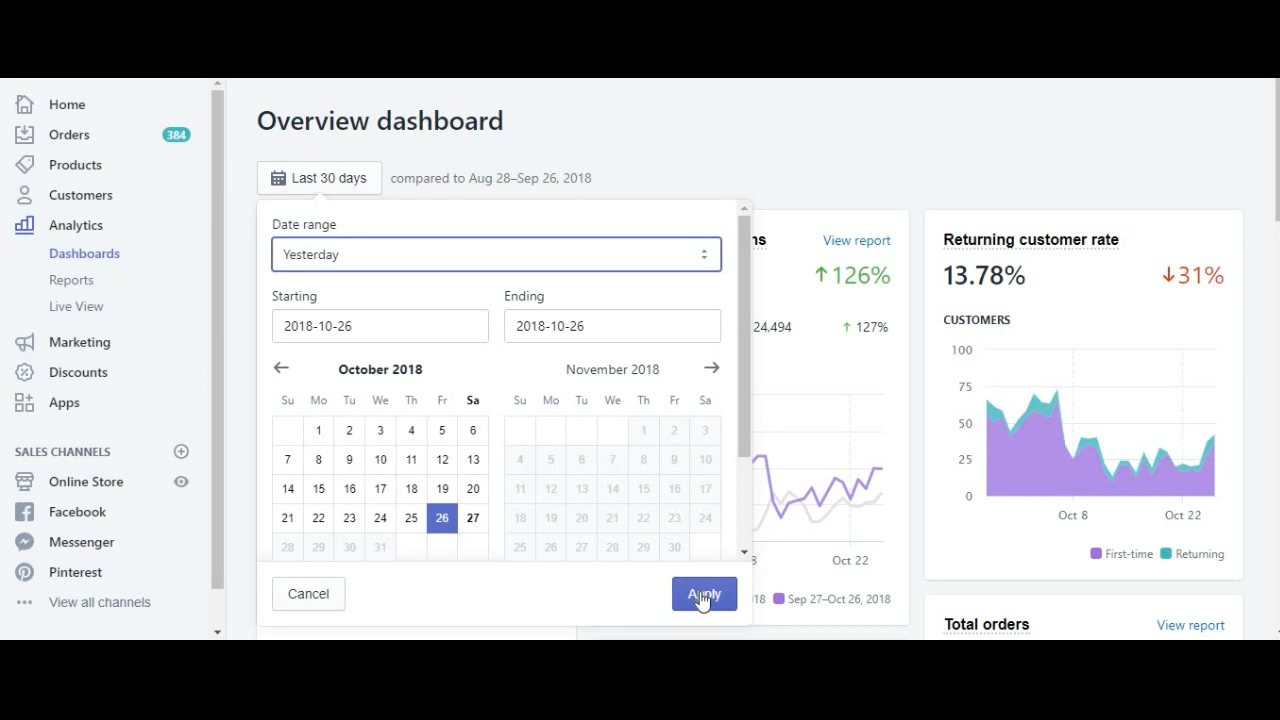 Home
Orders 384
Products
Customers
Analytics
Dashboards
Reports
Live View
Marketing
Discounts
Apps
SALES CHANNELS
Online Store
Facebook
Messenger
Pinterest
View all channels
Overview dashboard
Last 30 days compared to Aug 28–Sep 26, 2018
Date range
Yesterday
Starting Ending
2018-10-26 2018-10-26
October 2018 November 2018
Su Mo Tu We Th Fr Sa Su Mo Tu We Th Fr Sa
1 2 3 4 5 6 1 2 3
7 8 9 10 11 12 13 4 5 6 7 8 9 10
14 15 16 17 18 19 20 11 12 13 14 15 16 17
21 22 23 24 25 26 27 18 19 20 21 22 23 24
28 29 30 31 25 26 27 28 29 30
Cancel Apply
ns View report
↑126%
24,494 ↑ 127%
8 Oct 22
18 Sep 27–Oct 26, 2018
Returning customer rate
13.78% ↓31%
CUSTOMERS
100
75
50
25
0
Oct 8 Oct 22
First-time Returning
Total orders View report